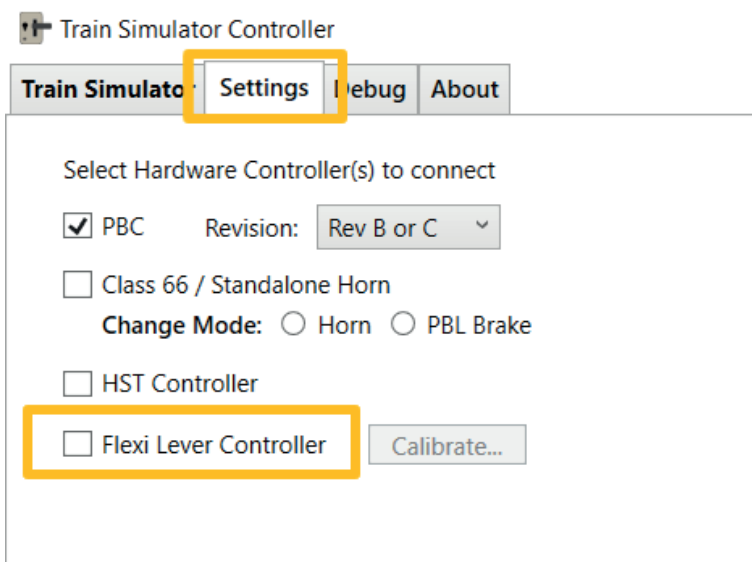 Train Simulator Controller
Train Simulator Settings Debug About
Select Hardware Controller(s) to connect
PBC Revision: Rev B or C
Class 66 / Standalone Horn
Change Mode: Horn PBL Brake
HST Controller
Flexi Lever Controller Calibrate...